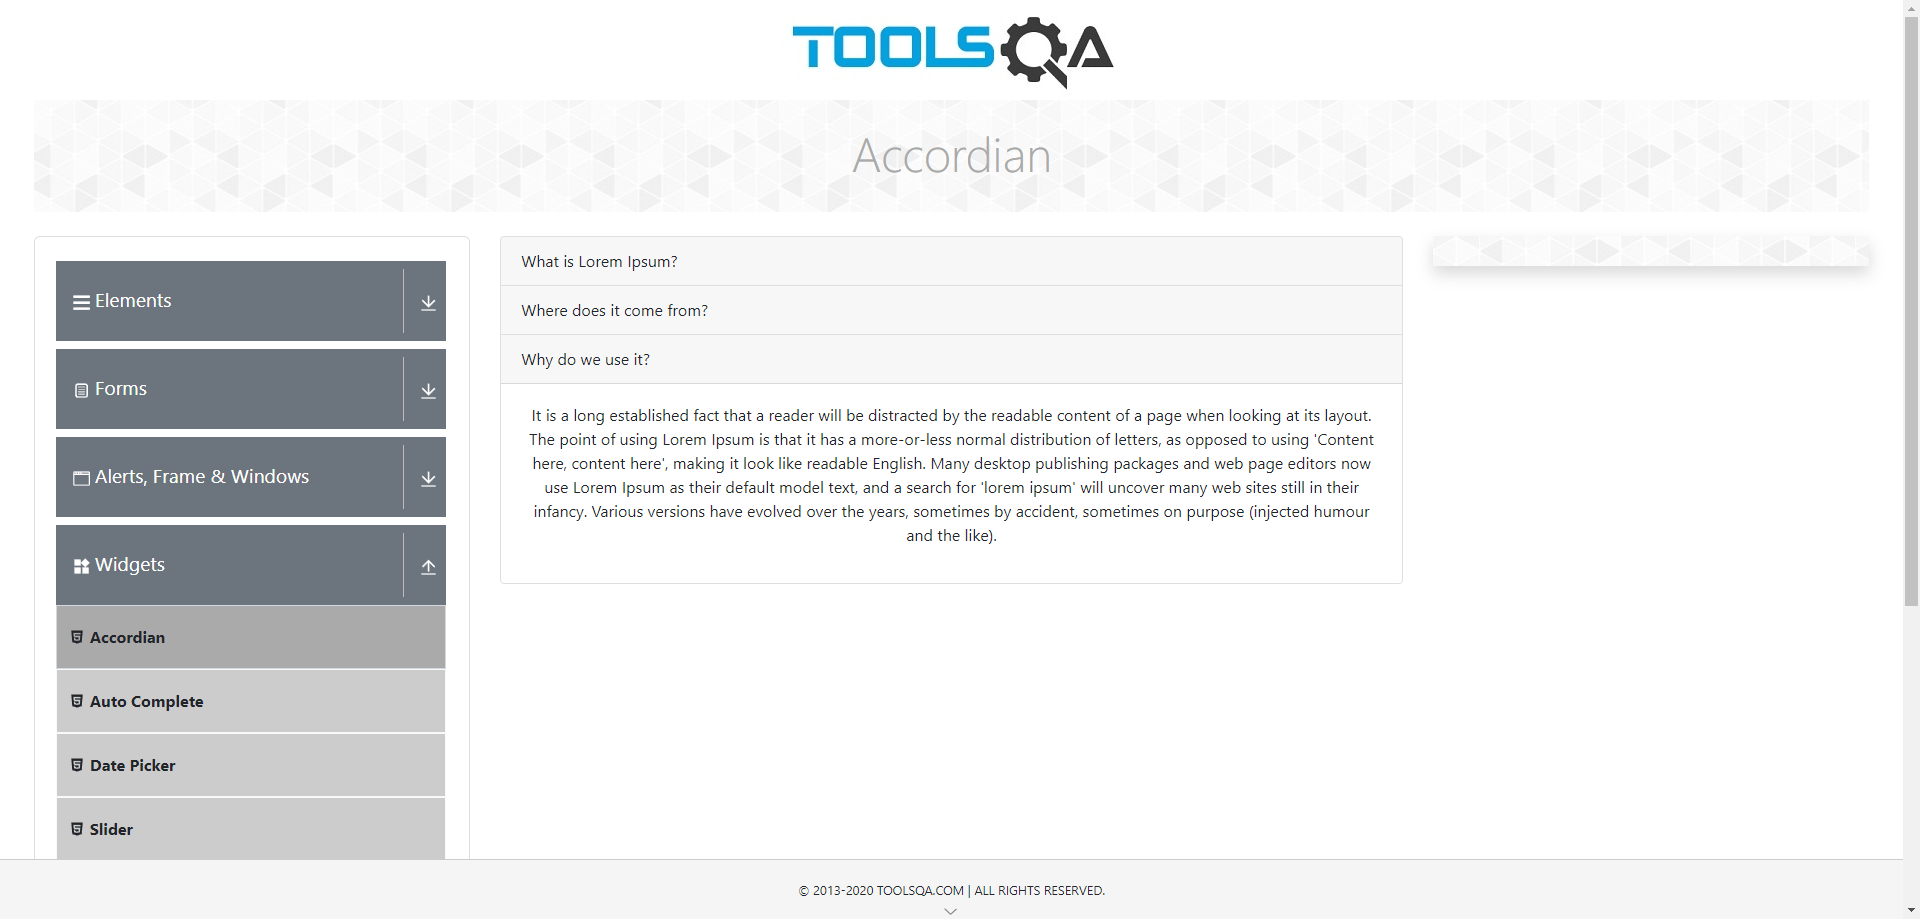 TOOLSQA
Accordian
Elements
Forms
Alerts, Frame & Windows
Widgets
Accordian
Auto Complete
Date Picker
Slider
What is Lorem Ipsum?
Where does it come from?
Why do we use it?
It is a long established fact that a reader will be distracted by the readable content of a page when looking at its layout.
The point of using Lorem Ipsum is that it has a more-or-less normal distribution of letters, as opposed to using 'Content
here, content here', making it look like readable English. Many desktop publishing packages and web page editors now
use Lorem Ipsum as their default model text, and a search for 'lorem ipsum' will uncover many web sites still in their
infancy. Various versions have evolved over the years, sometimes by accident, sometimes on purpose (injected humour
and the like).
© 2013-2020 TOOLSQA.COM | ALL RIGHTS RESERVED.